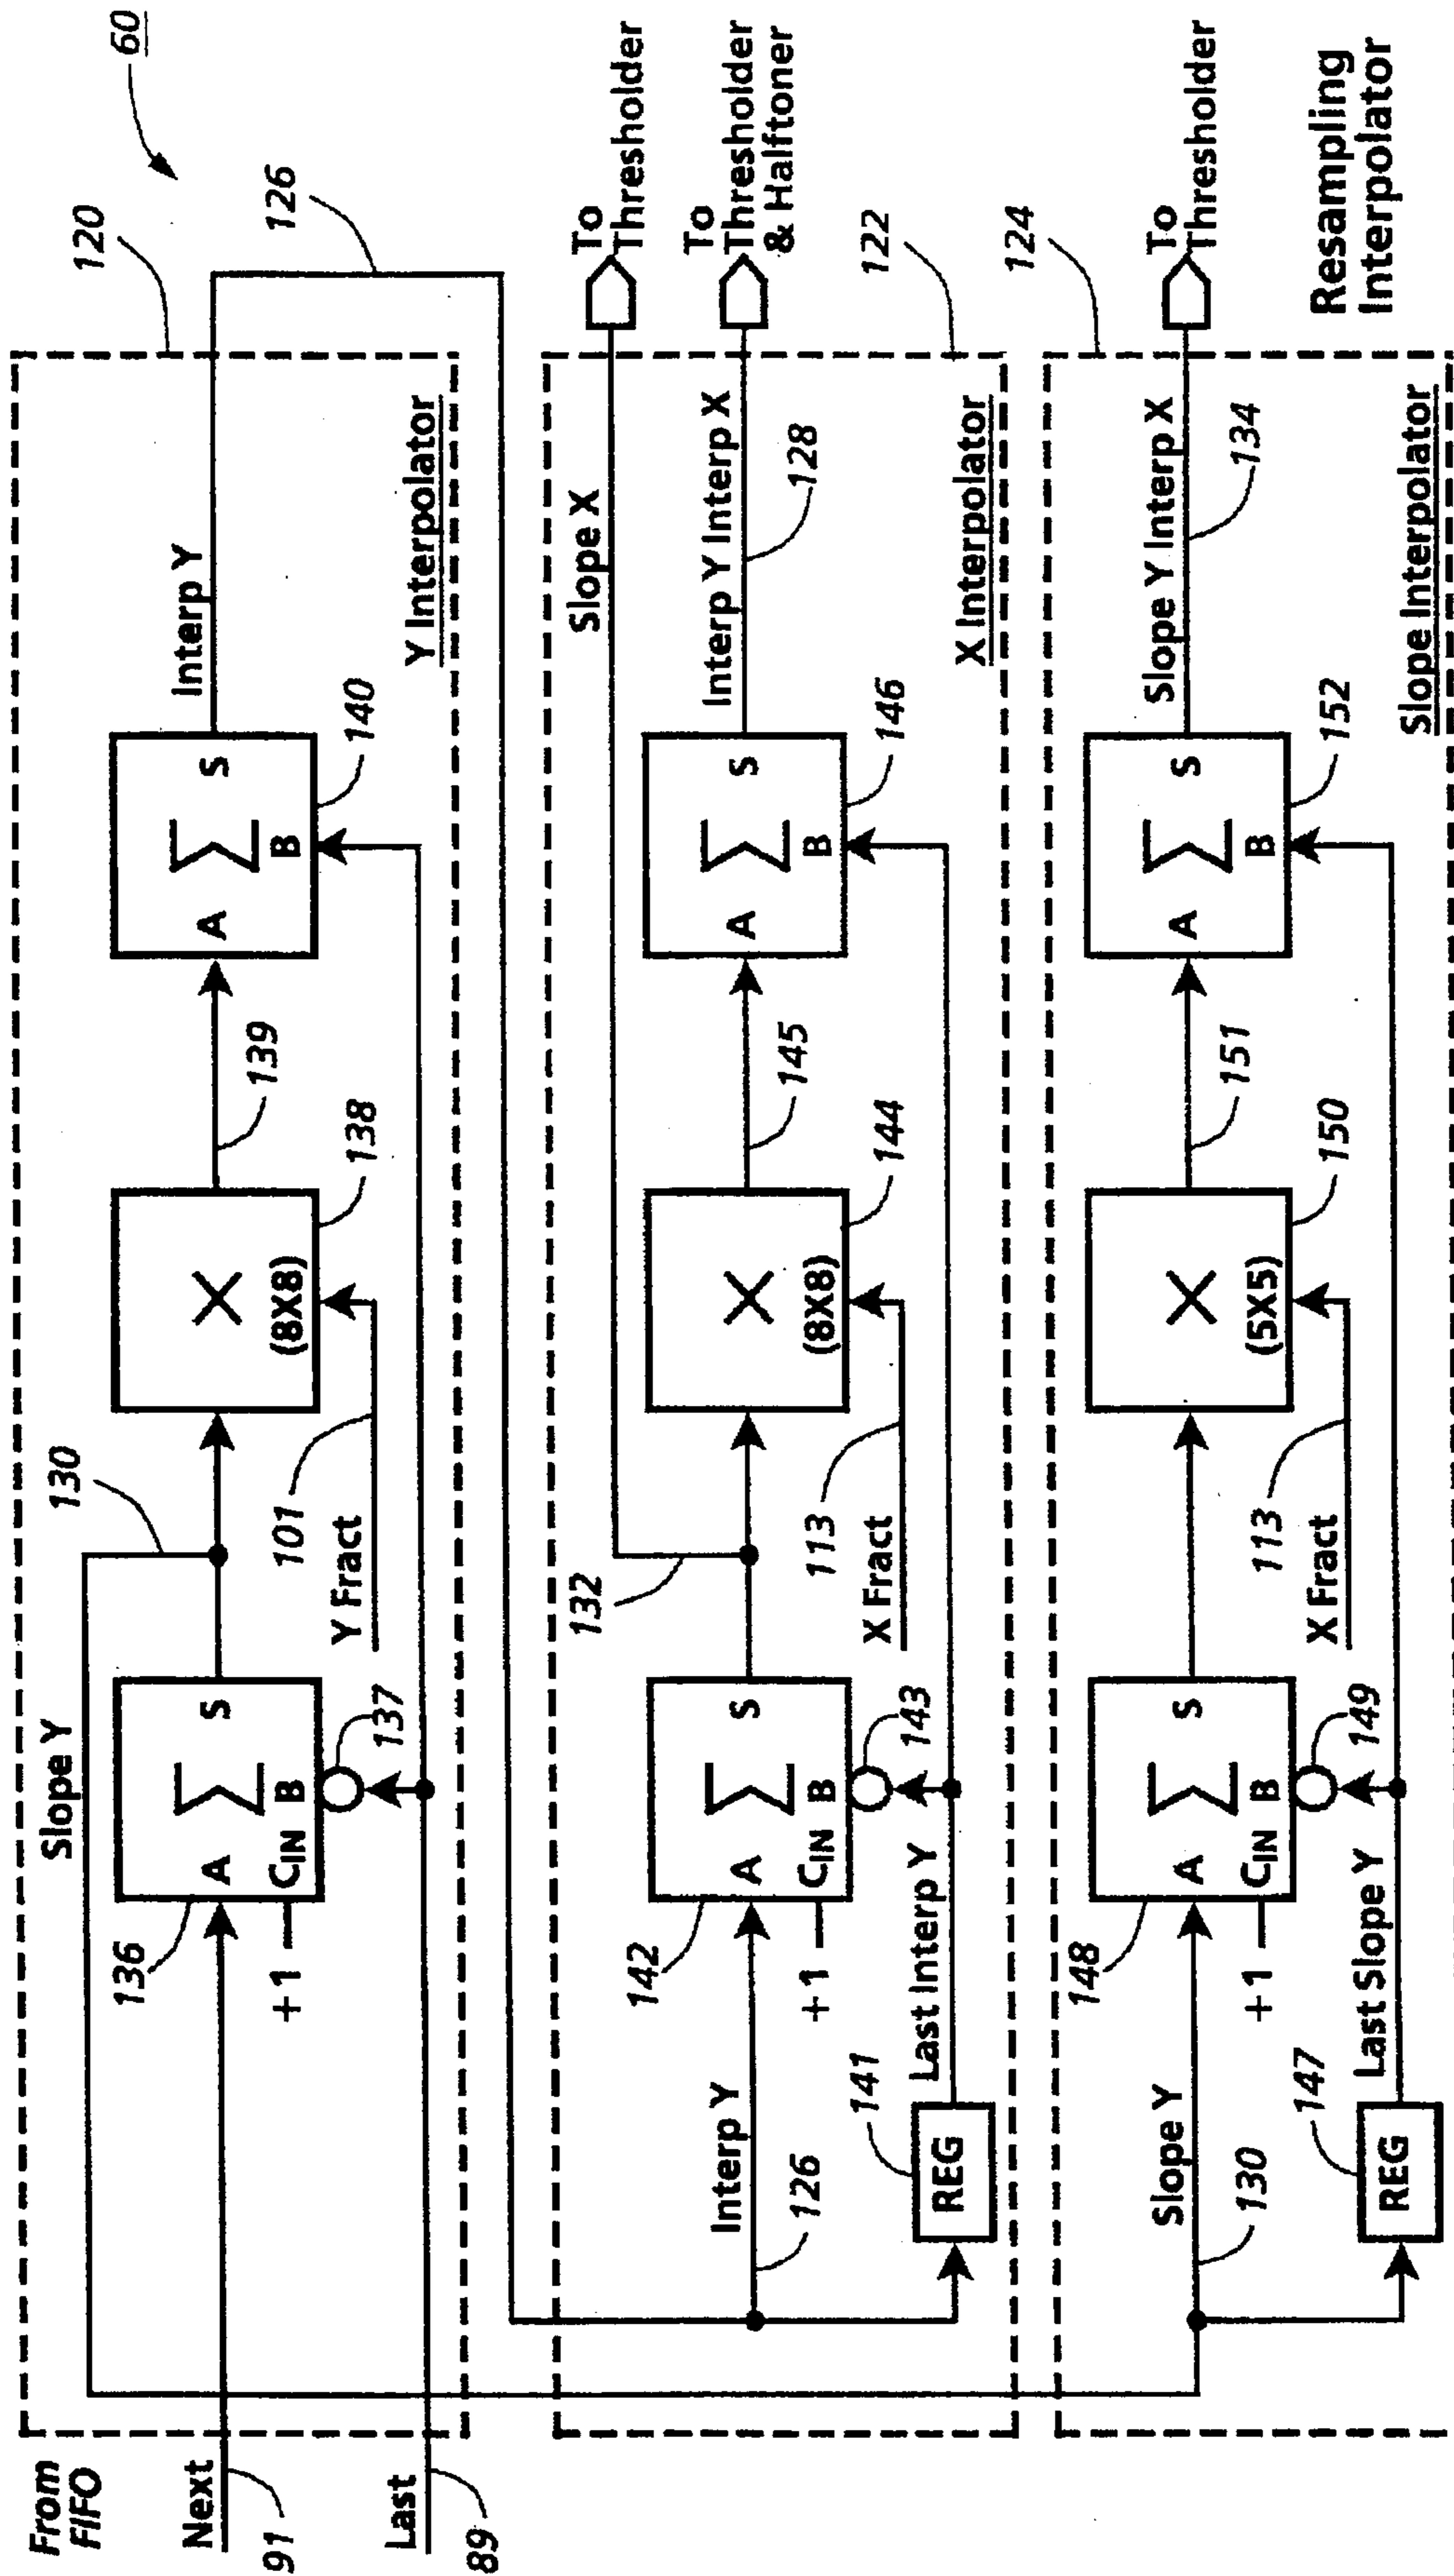 60
120
126
From
FIFO
Next
91
Last
89
Slope Y
130
136
A
Σ
S
+1
CIN
B
137
Y Fract
101
X
(8X8)
138
139
A
Σ
S
B
140
Interp Y
Y Interpolator
Interp Y
126
REG
141
Last Interp Y
142
A
Σ
S
+1
CIN
B
143
132
X Fract
113
X
(8X8)
144
145
A
Σ
S
B
146
Slope X
Interp Y Interp X
128
X Interpolator
122
To
Thresholder
To
Thresholder
& Halftoner
Slope Y
130
REG
147
Last Slope Y
148
A
Σ
S
+1
CIN
B
149
X Fract
113
X
(5X5)
150
151
A
Σ
S
B
152
Slope Y Interp X
134
Slope Interpolator
124
To
Thresholder
Resampling
Interpolator